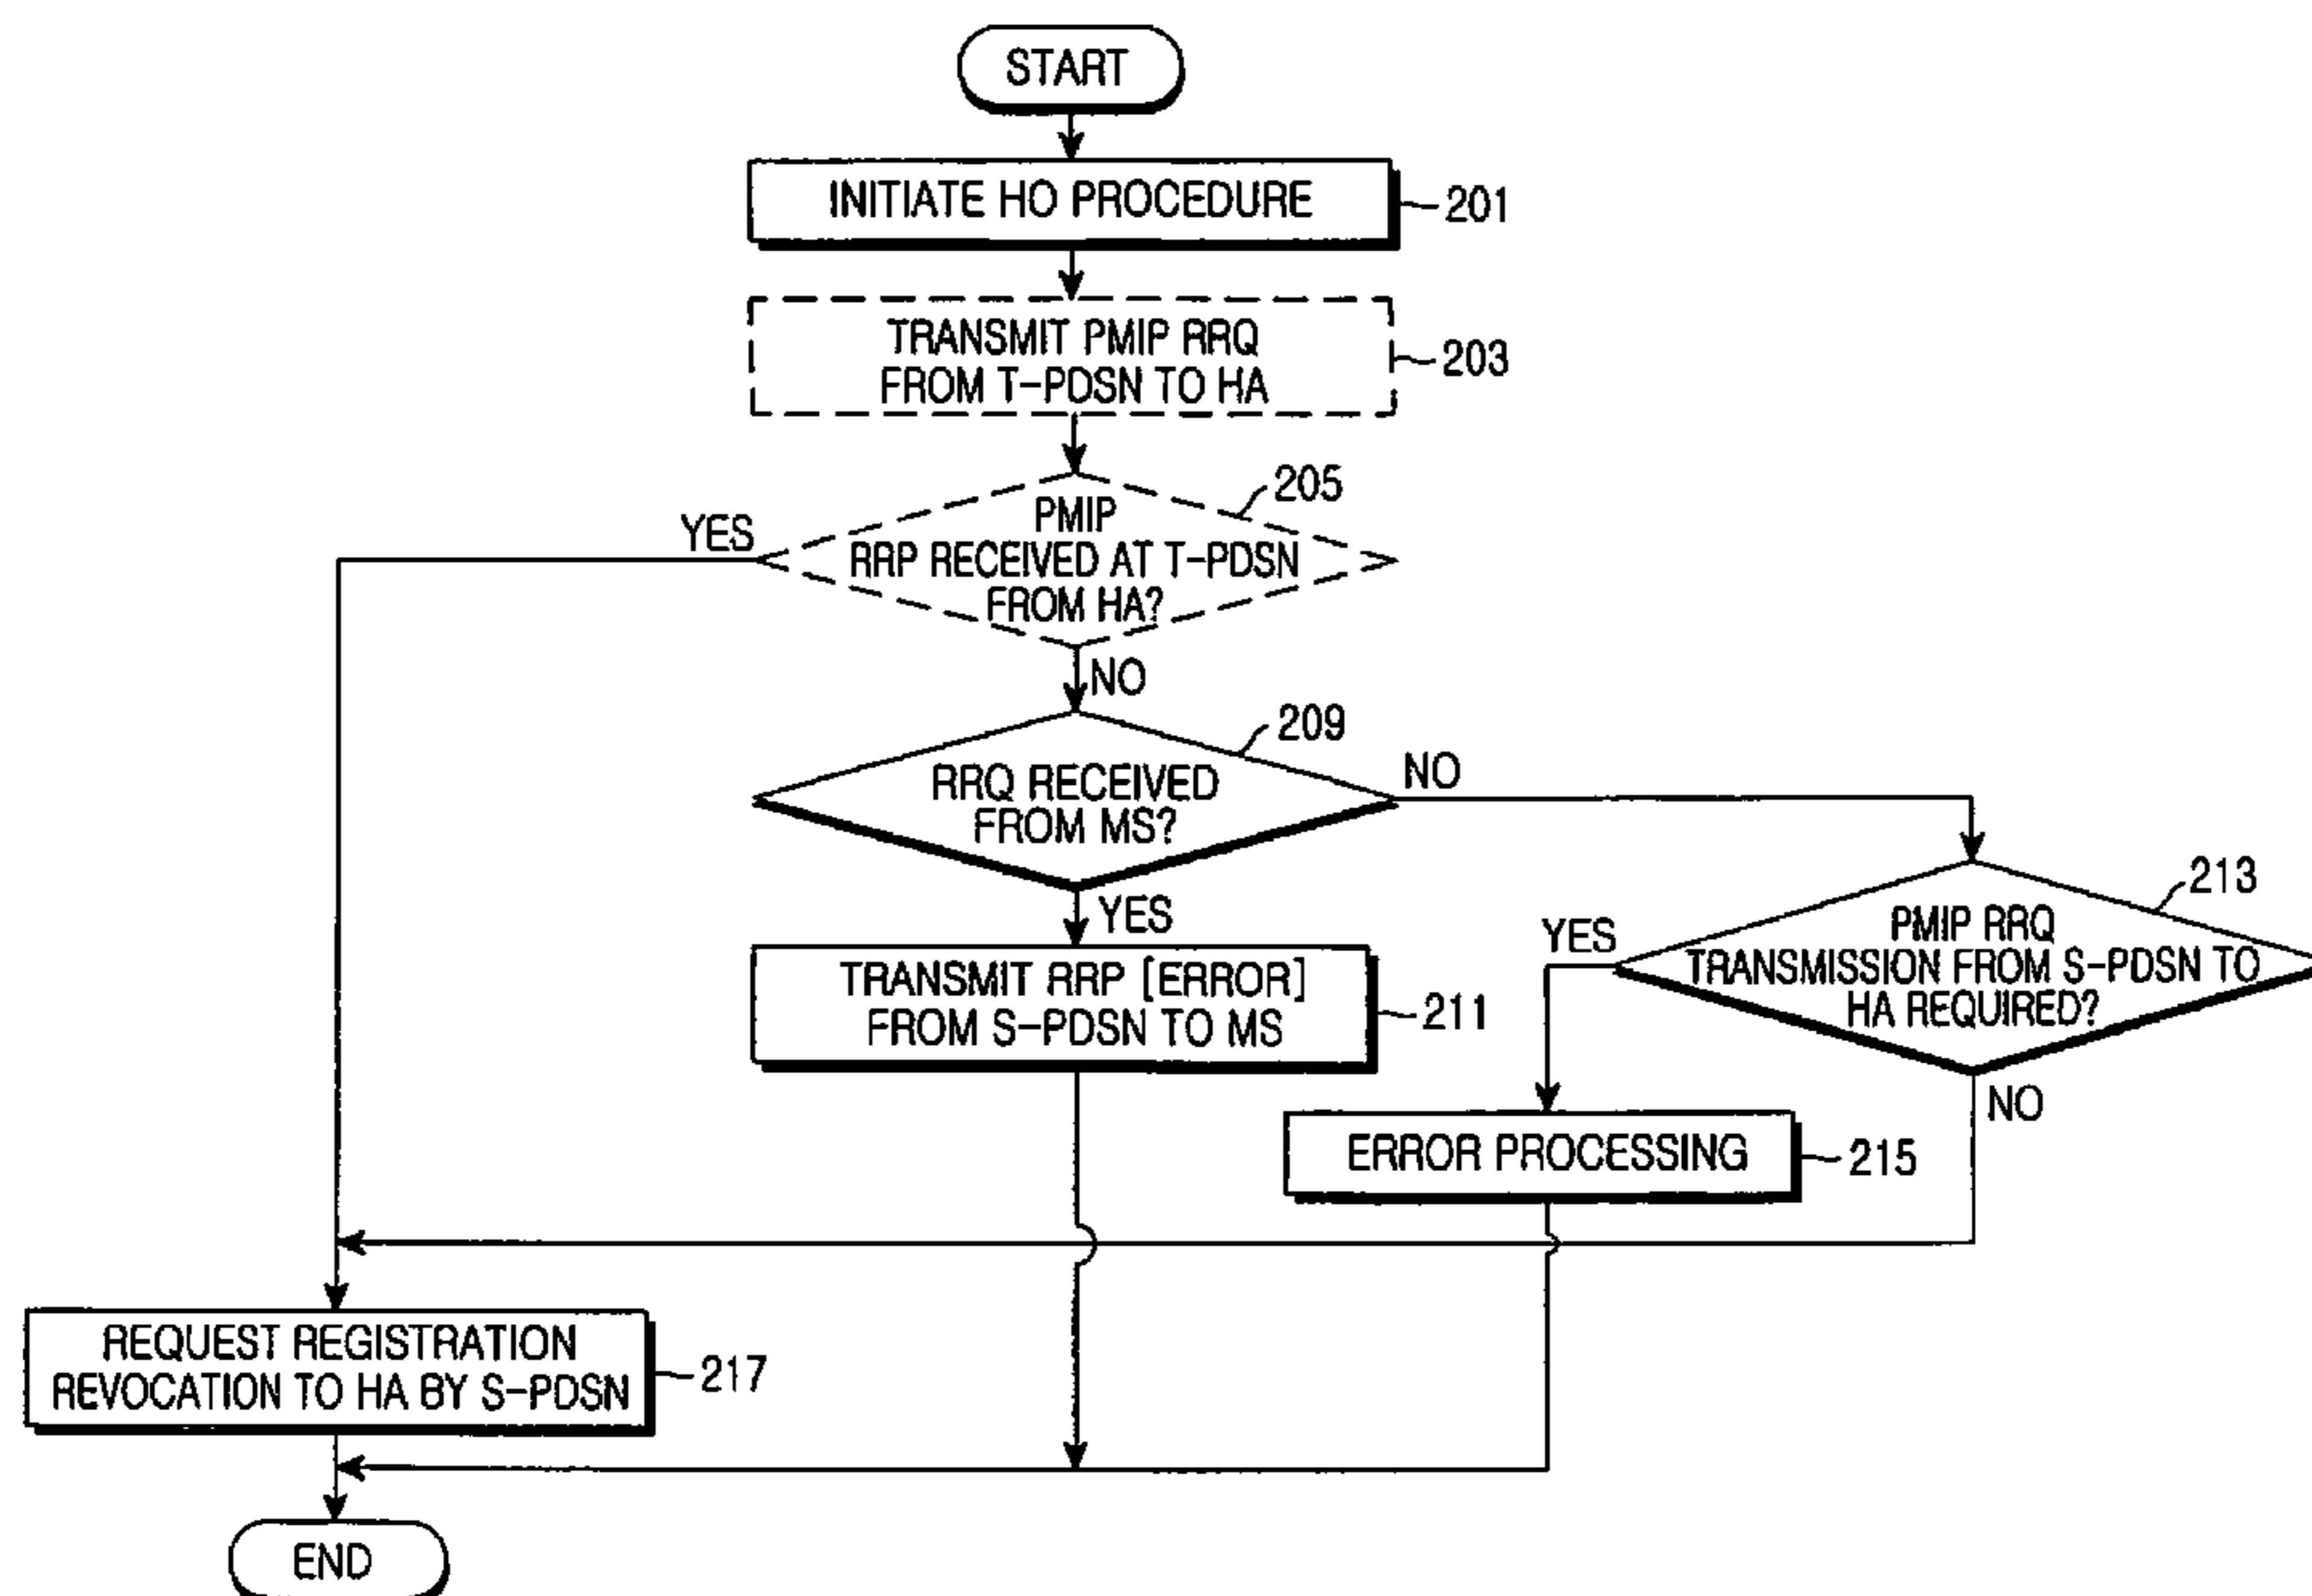 START
INITIATE HO PROCEDURE
201
TRANSMIT PMIP RRQ
FROM T-PDSN TO HA
203
205
PMIP
RRP RECEIVED AT T-PDSN
FROM HA?
YES
NO
209
RRQ RECEIVED
FROM MS?
NO
YES
213
PMIP RRQ
TRANSMISSION FROM S-PDSN TO
HA REQUIRED?
YES
NO
TRANSMIT RRP [ERROR]
FROM S-PDSN TO MS
211
ERROR PROCESSING
215
REQUEST REGISTRATION
REVOCATION TO HA BY S-PDSN
217
END